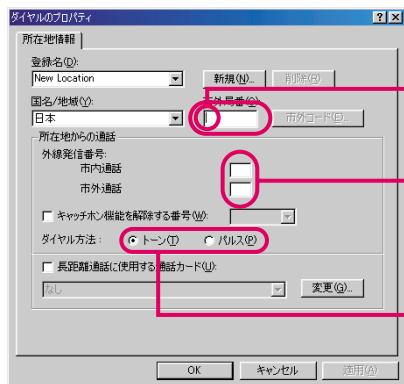 ダイヤルのプロパティ
所在地情報
登録名(D):
New Location 新規(N)... 削除(R)
国名/地域(Y): 市外局番(C):
日本 市外コード(E)...
所在地からの通話
外線発信番号:
市内通話
市外通話
キャッチホン機能を解除する番号(W):
ダイヤル方法: トーン(T) パルス(P)
長距離通話に使用する通話カード(U):
なし 変更(G)...
OK キャンセル 適用(A)